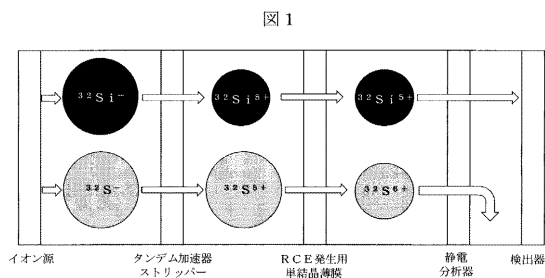 図1
³²Si⁻ ³²Si⁵⁺ ³²Si⁵⁺
³²S⁻ ³²S⁵⁺ ³²S⁶⁺
イオン源
タンデム加速器
ストリッパー
RCE発生用
単結晶薄膜
静電
分析器
検出器